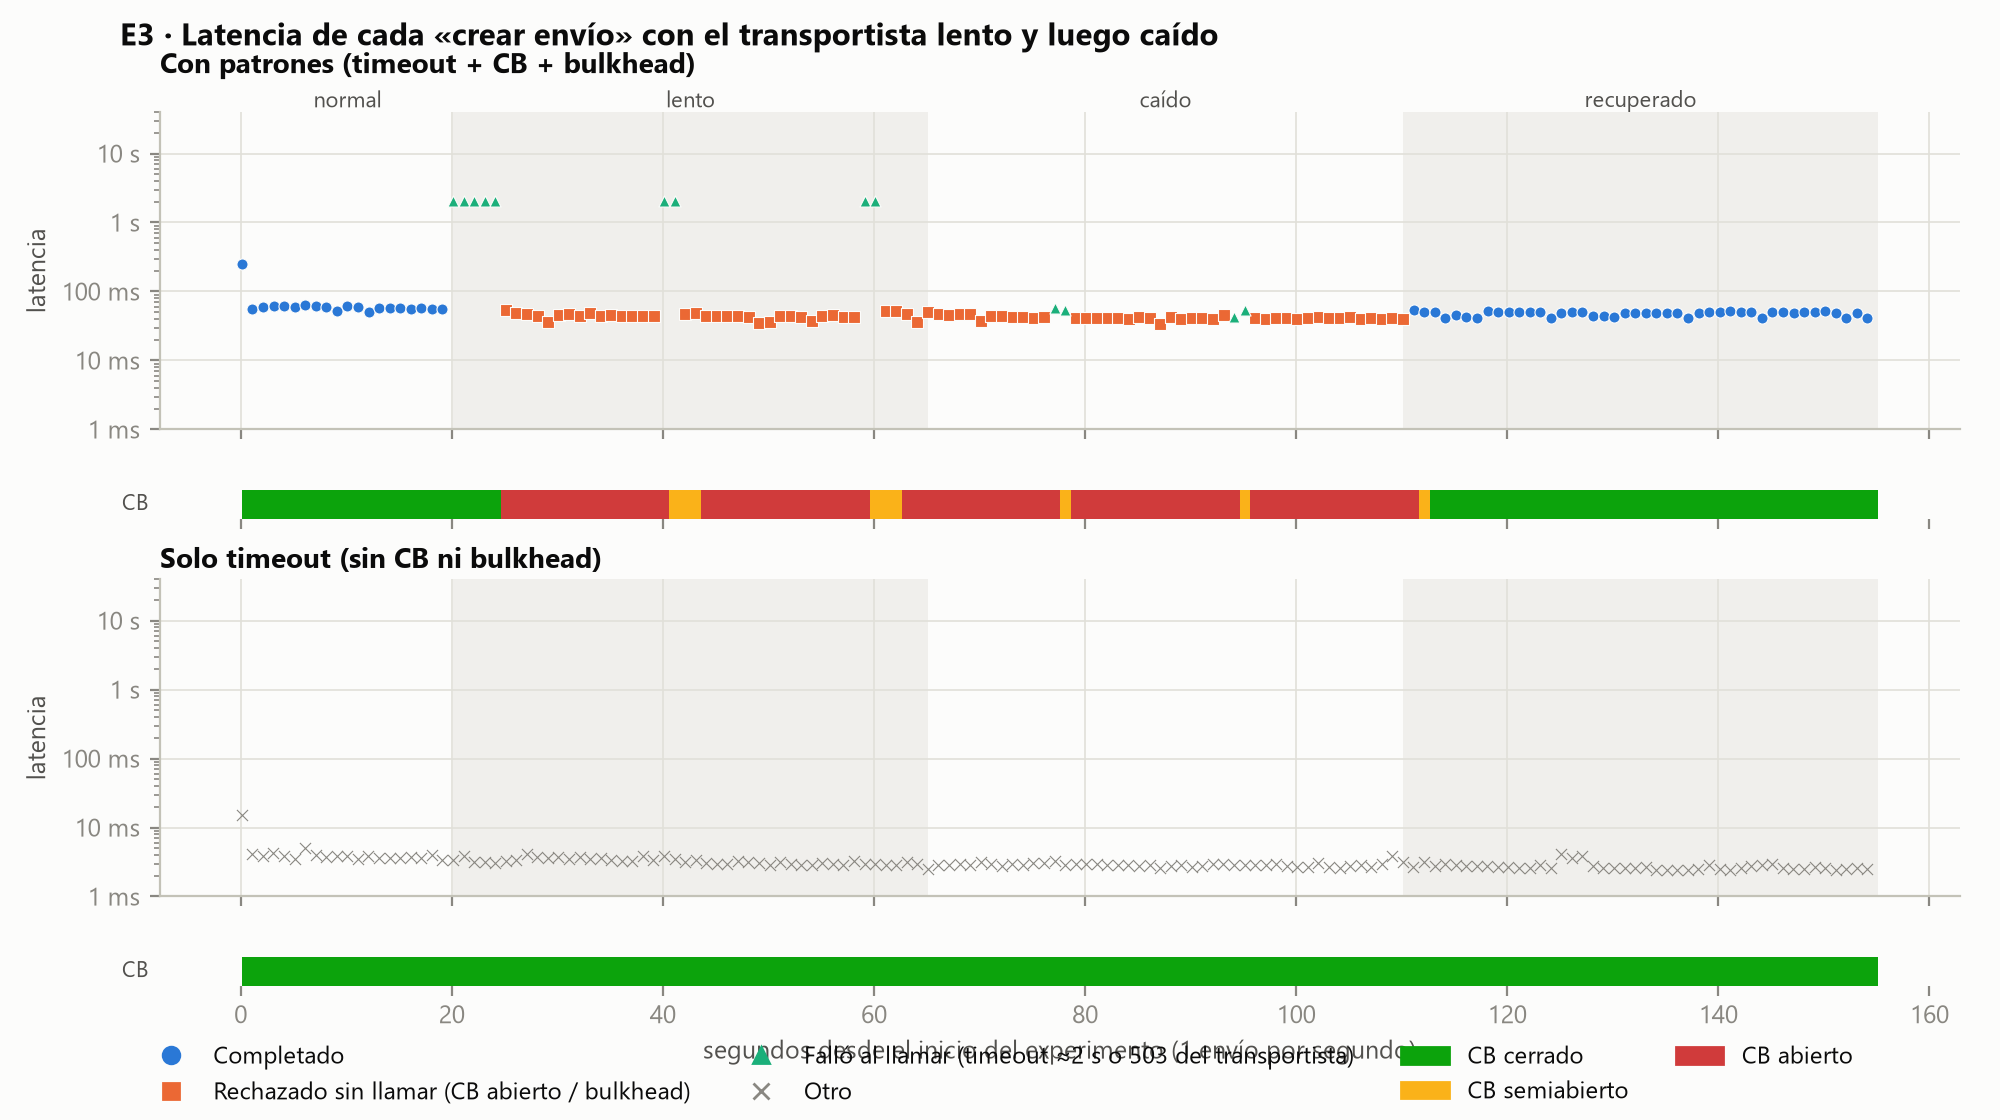 E3 · Latencia de cada «crear envío» con el transportista lento y luego caído
Con patrones (timeout + CB + bulkhead)
normal lento caído recuperado
10 s
1 s
100 ms
10 ms
1 ms
latencia
CB
Solo timeout (sin CB ni bulkhead)
10 s
1 s
100 ms
10 ms
1 ms
latencia
CB
0 20 40 60 80 100 120 140 160
segundos desde el inicio del experimento (1 envío por segundo)
Completado
Rechazado sin llamar (CB abierto / bulkhead)
Falló al llamar (timeout ≈2 s o 503 del transportista)
Otro
CB cerrado
CB semiabierto
CB abierto